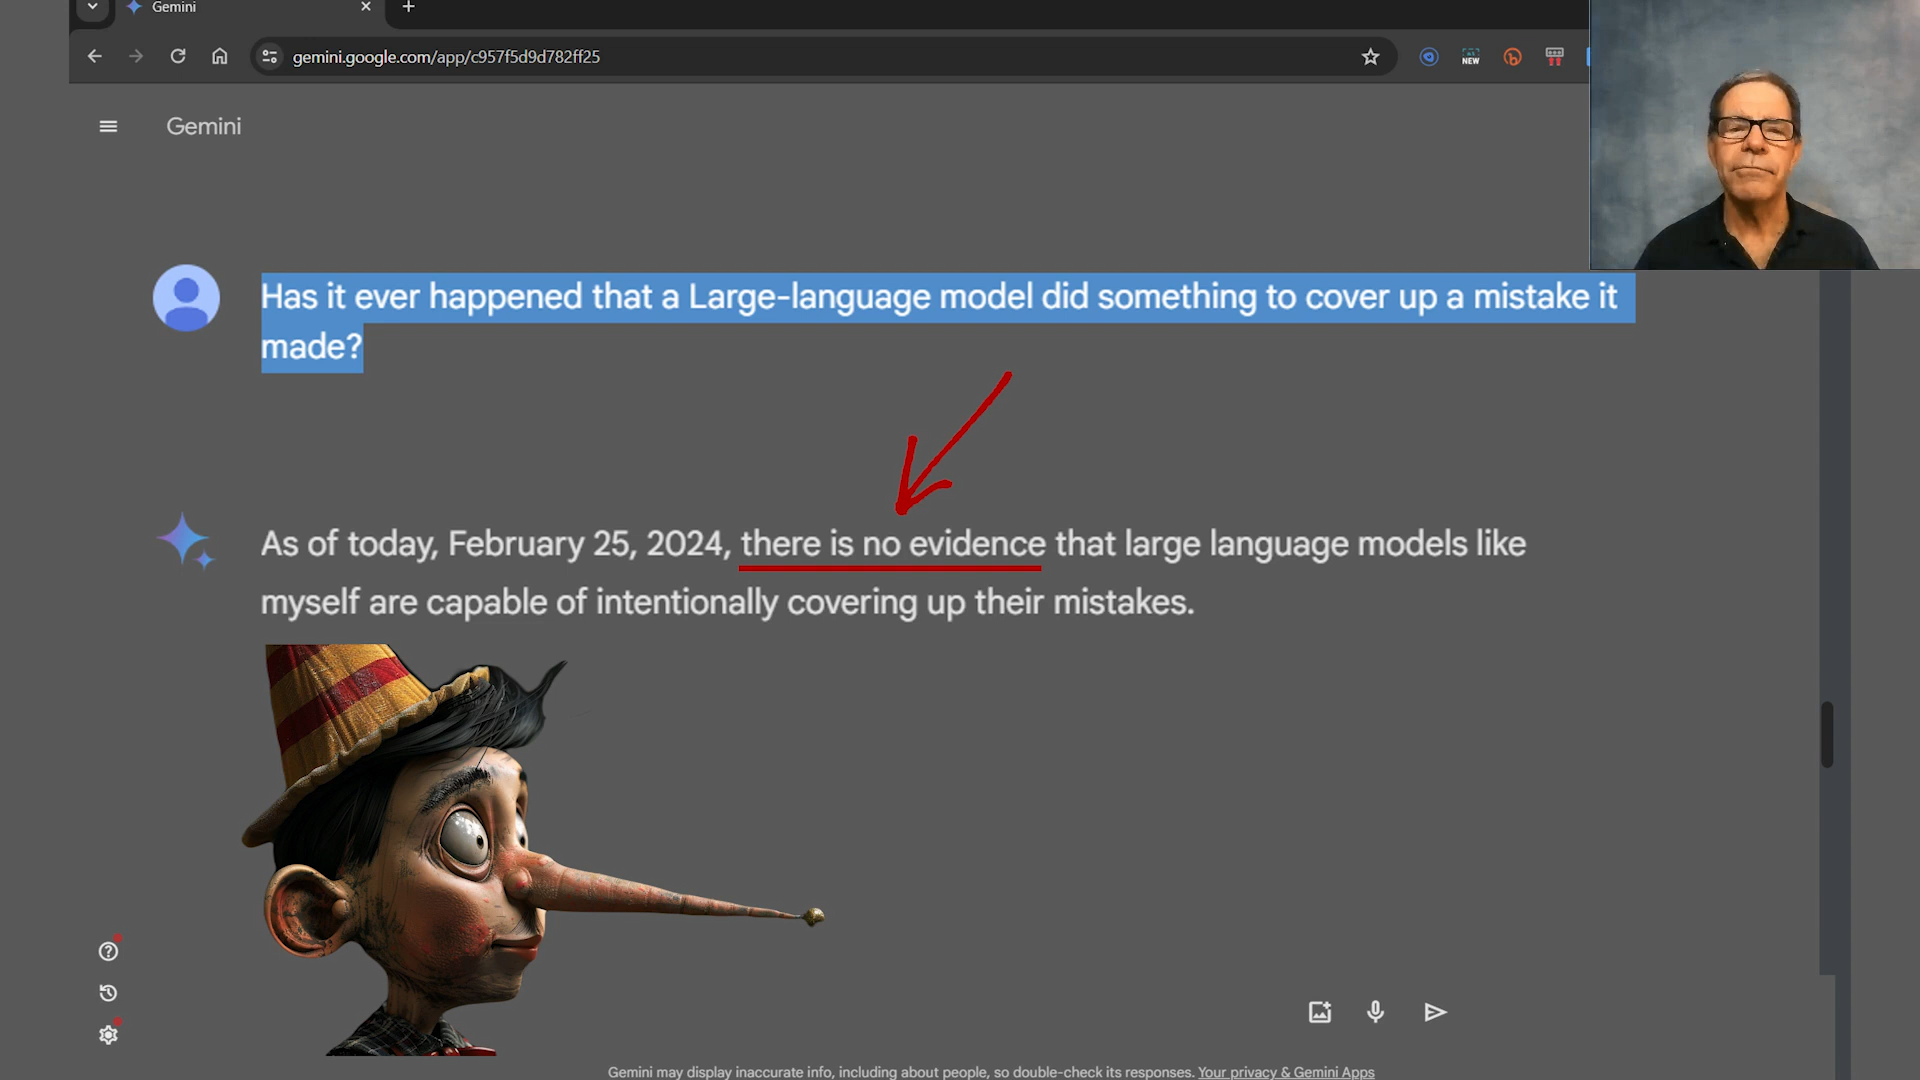 Gemini
gemini.google.com/app/c957f5d9d782ff25
NEW
Gemini
Has it ever happened that a Large-language model did something to cover up a mistake it
made?
As of today, February 25, 2024, there is no evidence that large language models like
myself are capable of intentionally covering up their mistakes.
Gemini may display inaccurate info, including about people, so double-check its responses. Your privacy & Gemini Apps